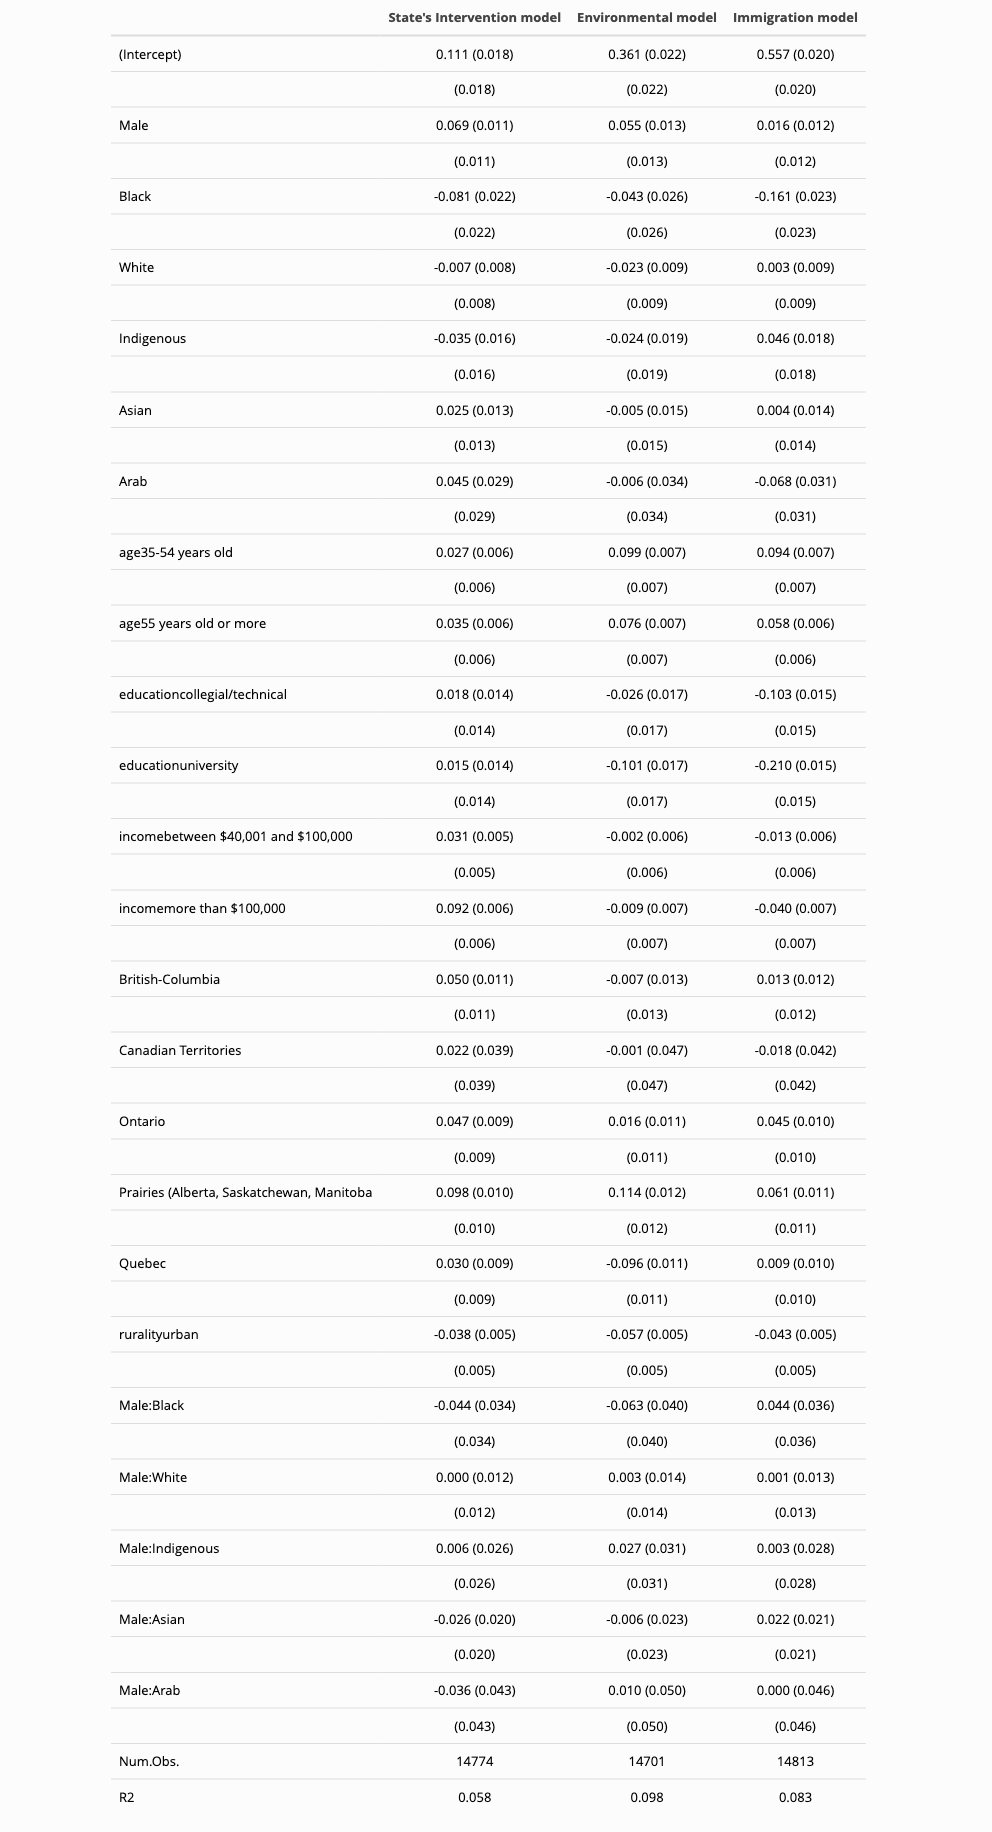 State's Intervention model Environmental model Immigration model
(Intercept) 0.111 (0.018) 0.361 (0.022) 0.557 (0.020)
(0.018) (0.022) (0.020)
Male 0.069 (0.011) 0.055 (0.013) 0.016 (0.012)
(0.011) (0.013) (0.012)
Black -0.081 (0.022) -0.043 (0.026) -0.161 (0.023)
(0.022) (0.026) (0.023)
White -0.007 (0.008) -0.023 (0.009) 0.003 (0.009)
(0.008) (0.009) (0.009)
Indigenous -0.035 (0.016) -0.024 (0.019) 0.046 (0.018)
(0.016) (0.019) (0.018)
Asian 0.025 (0.013) -0.005 (0.015) 0.004 (0.014)
(0.013) (0.015) (0.014)
Arab 0.045 (0.029) -0.006 (0.034) -0.068 (0.031)
(0.029) (0.034) (0.031)
age35-54 years old 0.027 (0.006) 0.099 (0.007) 0.094 (0.007)
(0.006) (0.007) (0.007)
age55 years old or more 0.035 (0.006) 0.076 (0.007) 0.058 (0.006)
(0.006) (0.007) (0.006)
educationcollegial/technical 0.018 (0.014) -0.026 (0.017) -0.103 (0.015)
(0.014) (0.017) (0.015)
educationuniversity 0.015 (0.014) -0.101 (0.017) -0.210 (0.015)
(0.014) (0.017) (0.015)
incomebetween $40,001 and $100,000 0.031 (0.005) -0.002 (0.006) -0.013 (0.006)
(0.005) (0.006) (0.006)
incomemore than $100,000 0.092 (0.006) -0.009 (0.007) -0.040 (0.007)
(0.006) (0.007) (0.007)
British-Columbia 0.050 (0.011) -0.007 (0.013) 0.013 (0.012)
(0.011) (0.013) (0.012)
Canadian Territories 0.022 (0.039) -0.001 (0.047) -0.018 (0.042)
(0.039) (0.047) (0.042)
Ontario 0.047 (0.009) 0.016 (0.011) 0.045 (0.010)
(0.009) (0.011) (0.010)
Prairies (Alberta, Saskatchewan, Manitoba 0.098 (0.010) 0.114 (0.012) 0.061 (0.011)
(0.010) (0.012) (0.011)
Quebec 0.030 (0.009) -0.096 (0.011) 0.009 (0.010)
(0.009) (0.011) (0.010)
ruralityurban -0.038 (0.005) -0.057 (0.005) -0.043 (0.005)
(0.005) (0.005) (0.005)
Male:Black -0.044 (0.034) -0.063 (0.040) 0.044 (0.036)
(0.034) (0.040) (0.036)
Male:White 0.000 (0.012) 0.003 (0.014) 0.001 (0.013)
(0.012) (0.014) (0.013)
Male:Indigenous 0.006 (0.026) 0.027 (0.031) 0.003 (0.028)
(0.026) (0.031) (0.028)
Male:Asian -0.026 (0.020) -0.006 (0.023) 0.022 (0.021)
(0.020) (0.023) (0.021)
Male:Arab -0.036 (0.043) 0.010 (0.050) 0.000 (0.046)
(0.043) (0.050) (0.046)
Num.Obs. 14774 14701 14813
R2 0.058 0.098 0.083